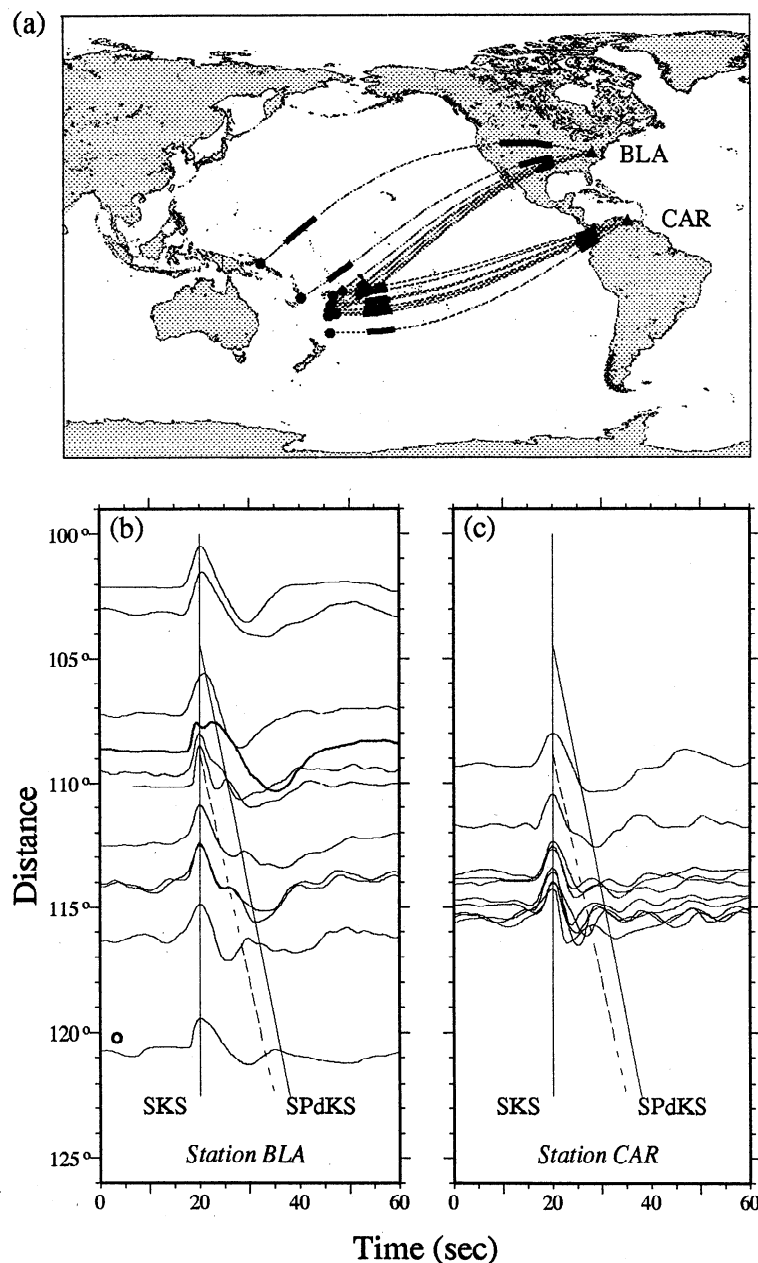 (a)
BLA
CAR
(b)
(c)
100°
105°
110°
115°
120°
125°
Distance
SKS
SPdKS
Station BLA
0
20
40
60
SKS
SPdKS
Station CAR
0
20
40
60
Time (sec)